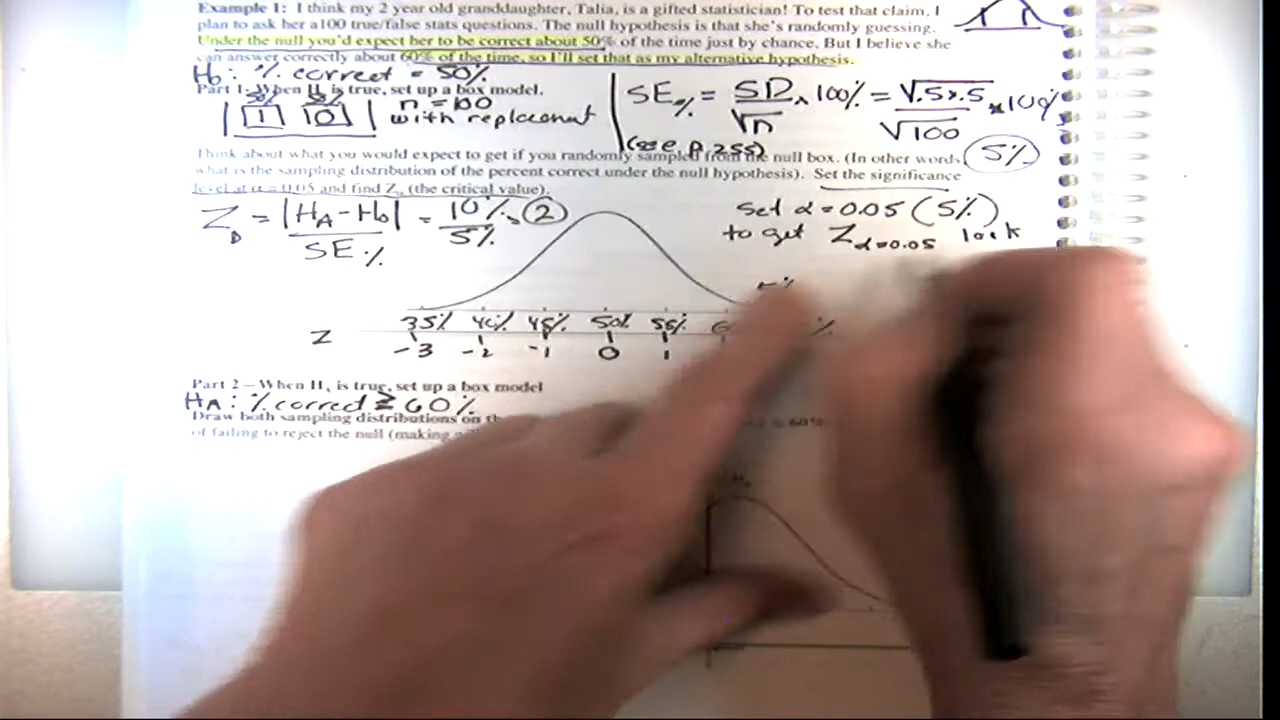 Example 1: I think my 2 year old granddaughter, Talia, is a gifted statistician! To test that claim, I
plan to ask her a100 true/false stats questions. The null hypothesis is that she's randomly guessing.
Under the null you'd expect her to be correct about 50% of the time just by chance. But I believe she
can answer correctly about 60% of the time, so I'll set that as my alternative hypothesis.
H₀: % correct = 50%
Part 1: When H is true, set up a box model.
1 0
n = 100
with replacement
SE% = SD/√n × 100% = √.5×.5/√100 × 100%
(see p. 255)
5%
Think about what you would expect to get if you randomly sampled from the null box. (In other words
what is the sampling distribution of the percent correct under the null hypothesis). Set the significance
level at α = 0.05 and find Z (the critical value).
Z = |HA - H0| / SE% = 10% / 5% = 2
set α = 0.05 (5%)
to get Z α=0.05 look
35% 40% 45% 50% 55%
Z -3 -2 -1 0 1
Part 2 – When H is true, set up a box model
HA: % correct ≥ 60%
Draw both sampling distributions on
of failing to reject the null (making